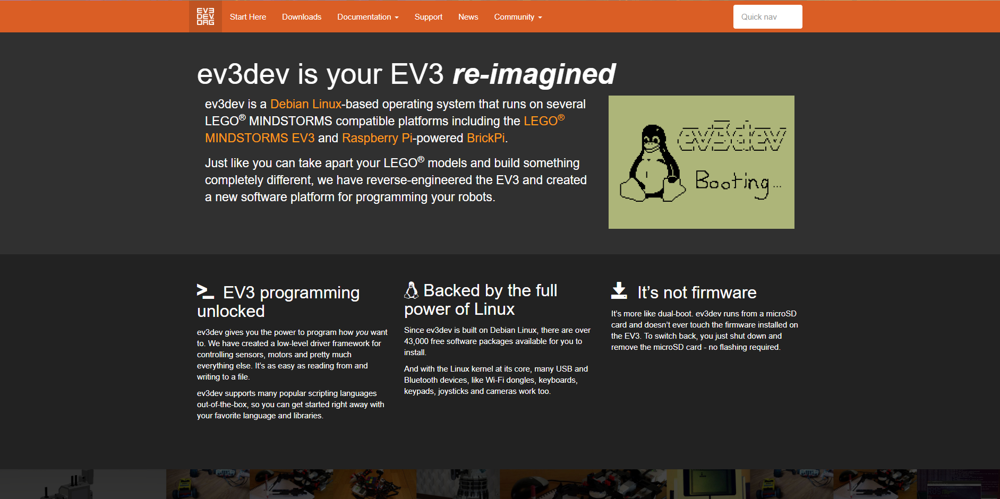 EV3
DEV.
ORG
Start Here Downloads Documentation Support News Community Quick nav
ev3dev is your EV3 re-imagined
ev3dev is a Debian Linux-based operating system that runs on several
LEGO® MINDSTORMS compatible platforms including the LEGO®
MINDSTORMS EV3 and Raspberry Pi-powered BrickPi.
Just like you can take apart your LEGO® models and build something
completely different, we have reverse-engineered the EV3 and created
a new software platform for programming your robots.
ev3dev
Booting...
EV3 programming
unlocked
ev3dev gives you the power to program how you want
to. We have created a low-level driver framework for
controlling sensors, motors and pretty much
everything else. It’s as easy as reading from and
writing to a file.
ev3dev supports many popular scripting languages
out-of-the-box, so you can get started right away with
your favorite language and libraries.
Backed by the full
power of Linux
Since ev3dev is built on Debian Linux, there are over
43,000 free software packages available for you to
install.
And with the Linux kernel at its core, many USB and
Bluetooth devices, like Wi-Fi dongles, keyboards,
keypads, joysticks and cameras work too.
It’s not firmware
It’s more like dual-boot. ev3dev runs from a microSD
card and doesn’t ever touch the firmware installed on
the EV3. To switch back, you just shut down and
remove the microSD card - no flashing required.